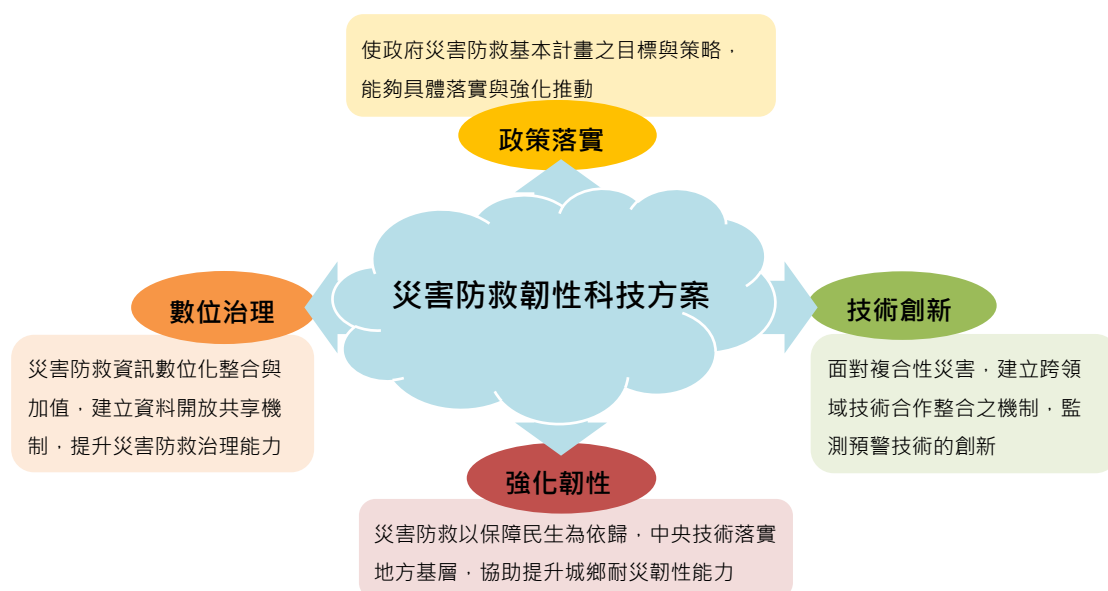 使政府災害防救基本計畫之目標與策略，
能夠具體落實與強化推動
政策落實
災害防救韌性科技方案
數位治理
災害防救資訊數位化整合與
加值，建立資料開放共享機
制，提升災害防救治理能力
技術創新
面對複合性災害，建立跨領
域技術合作整合之機制，監
測預警技術的創新
強化韌性
災害防救以保障民生為依歸，中央技術落實
地方基層，協助提升城鄉耐災韌性能力